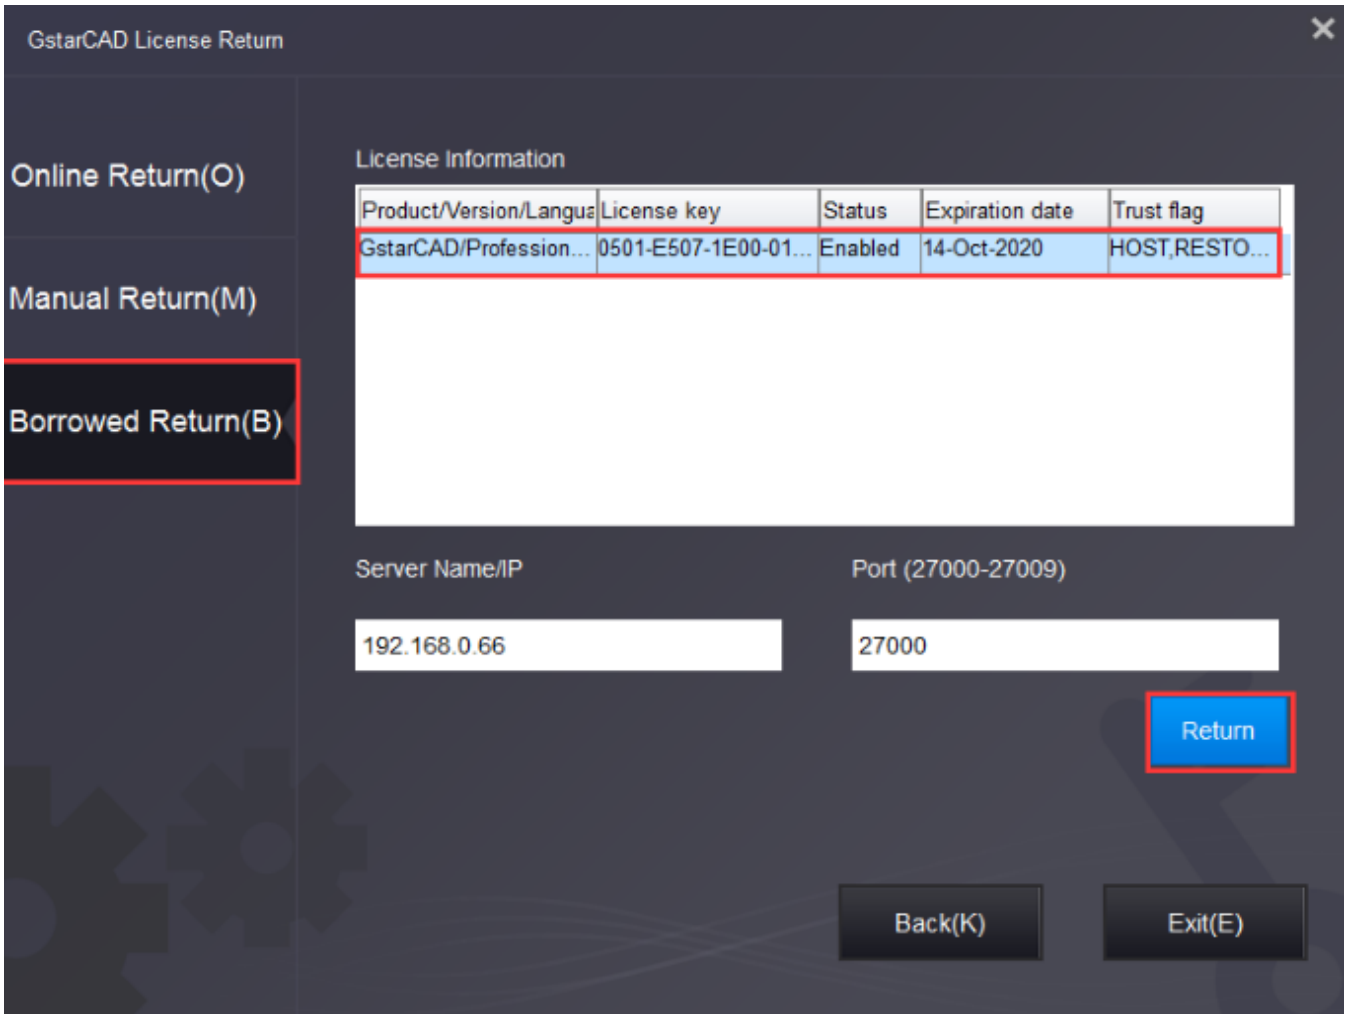 GstarCAD License Return
Online Return(O)
Manual Return(M)
Borrowed Return(B)
License Information
Product/Version/Langua License key Status Expiration date Trust flag
GstarCAD/Profession... 0501-E507-1E00-01... Enabled 14-Oct-2020 HOST,RESTO...
Server Name/IP Port (27000-27009)
192.168.0.66 27000
Return
Back(K) Exit(E)